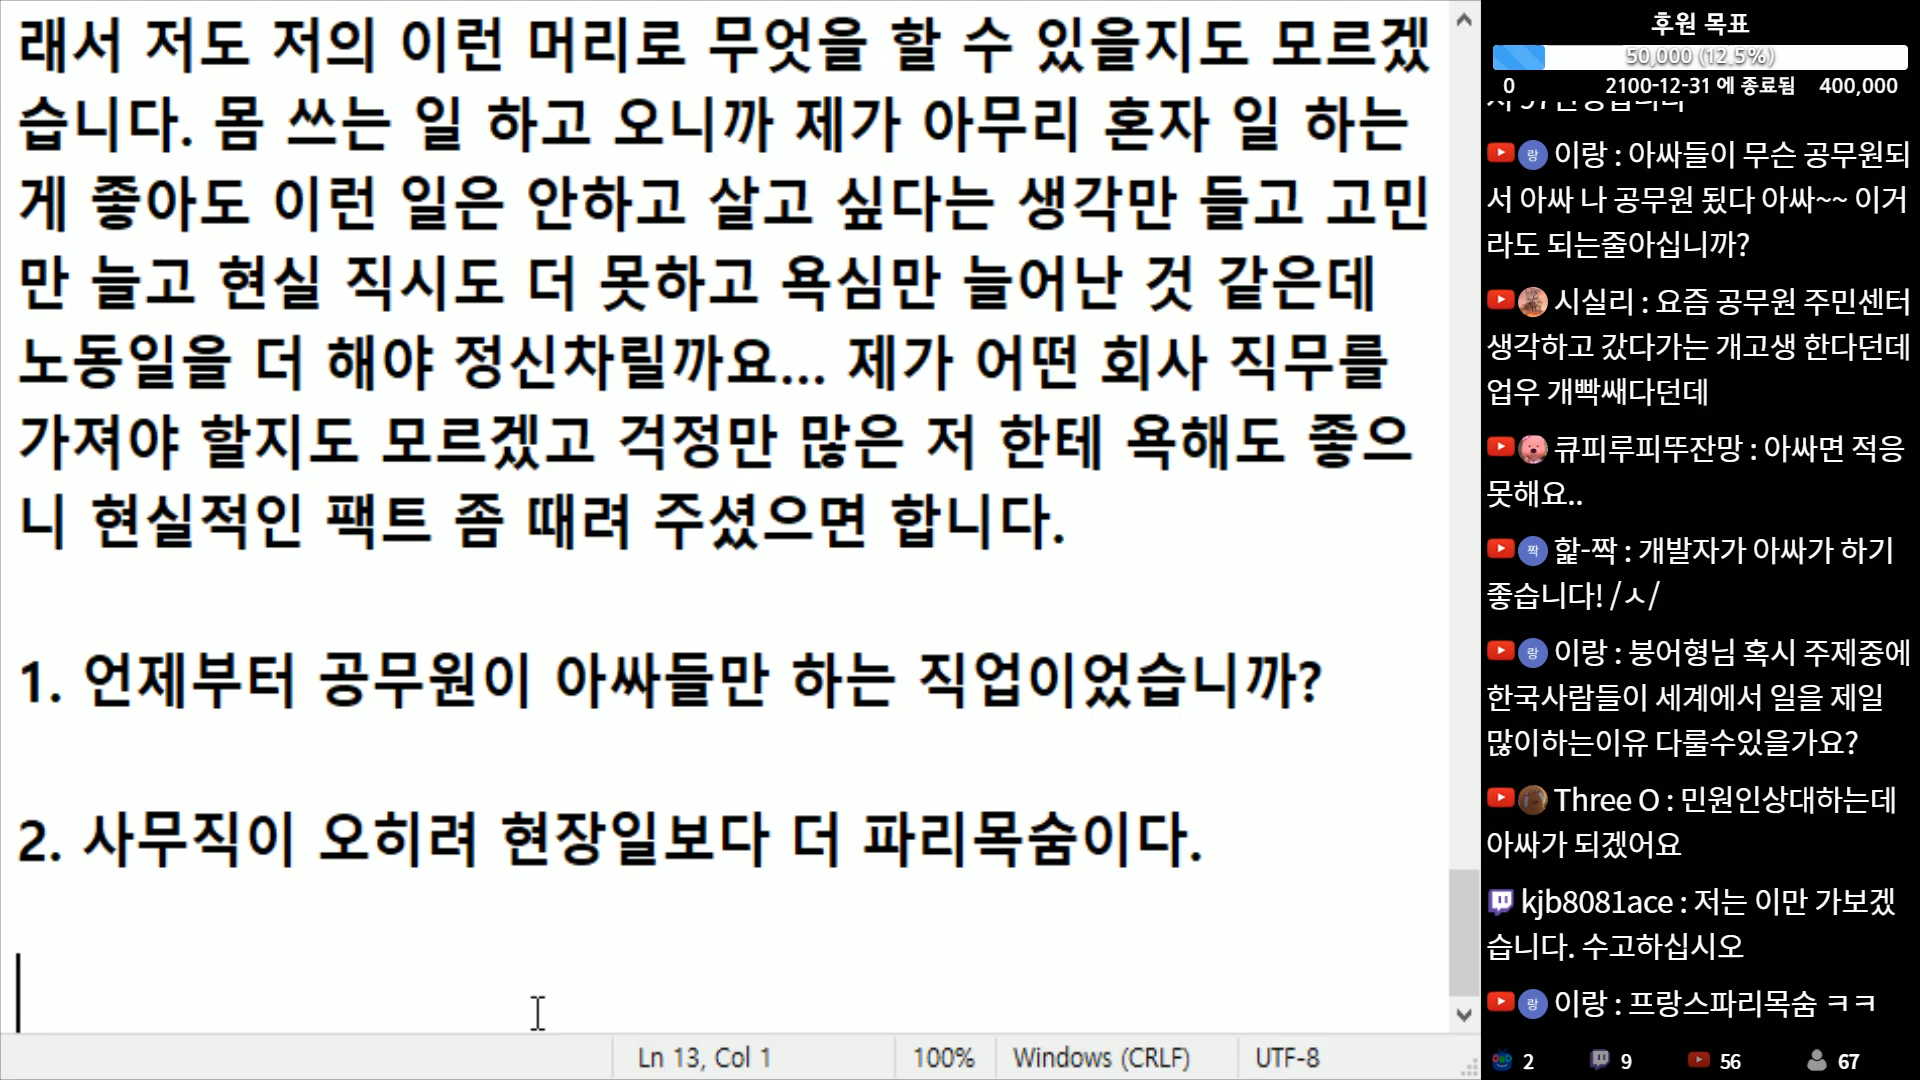 래서 저도 저의 이런 머리로 무엇을 할 수 있을지도 모르겠
습니다. 몸 쓰는 일 하고 오니까 제가 아무리 혼자 일 하는
게 좋아도 이런 일은 안하고 살고 싶다는 생각만 들고 고민
만 늘고 현실 직시도 더 못하고 욕심만 늘어난 것 같은데
노동일을 더 해야 정신차릴까요... 제가 어떤 회사 직무를
가져야 할지도 모르겠고 걱정만 많은 저 한테 욕해도 좋으
니 현실적인 팩트 좀 때려 주셨으면 합니다.
1. 언제부터 공무원이 아싸들만 하는 직업이었습니까?
2. 사무직이 오히려 현장일보다 더 파리목숨이다.
Ln 13, Col 1
100%
Windows (CRLF)
UTF-8
후원 목표
50,000 (12.5%)
0
2100-12-31 에 종료됨
400,000
랑 이랑 : 아싸들이 무슨 공무원되
서 아싸 나 공무원 됬다 아싸~~ 이거
라도 되는줄아십니까?
시실리 : 요즘 공무원 주민센터
생각하고 갔다가는 개고생 한다던데
업우 개빡쌔다던데
큐피루피뚜잔망 : 아싸면 적응
못해요..
짝 핥-짝 : 개발자가 아싸가 하기
좋습니다! /ㅅ/
랑 이랑 : 붕어형님 혹시 주제중에
한국사람들이 세계에서 일을 제일
많이하는이유 다룰수있을가요?
Three O : 민원인상대하는데
아싸가 되겠어요
kjb8081ace : 저는 이만 가보겠
습니다. 수고하십시오
랑 이랑 : 프랑스파리목숨 ㅋㅋ
2
9
56
67